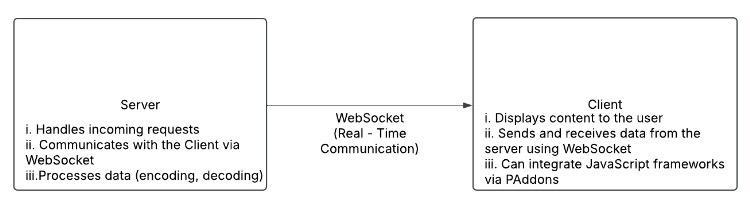 Server
i. Handles incoming requests
ii. Communicates with the Client via
WebSocket
iii.Processes data (encoding, decoding)
WebSocket
(Real - Time
Communication)
Client
i. Displays content to the user
ii. Sends and receives data from the
server using WebSocket
iii. Can integrate JavaScript frameworks
via PAddons